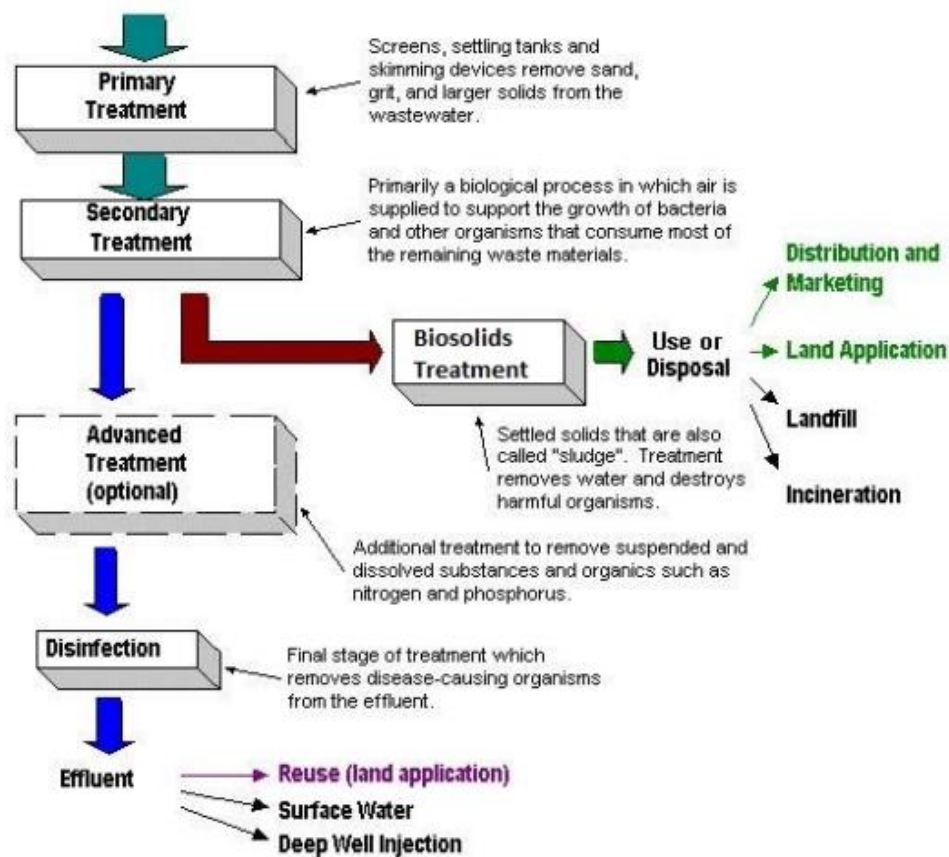 Primary
Treatment
Screens, settling tanks and
skimming devices remove sand,
grit, and larger solids from the
wastewater.
Secondary
Treatment
Primarily a biological process in which air is
supplied to support the growth of bacteria
and other organisms that consume most of
the remaining waste materials.
Biosolids
Treatment
Use or
Disposal
Distribution and
Marketing
Land Application
Landfill
Incineration
Settled solids that are also
called "sludge". Treatment
removes water and destroys
harmful organisms.
Advanced
Treatment
(optional)
Additional treatment to remove suspended and
dissolved substances and organics such as
nitrogen and phosphorus.
Disinfection
Final stage of treatment which
removes disease-causing organisms
from the effluent.
Effluent
Reuse (land application)
Surface Water
Deep Well Injection